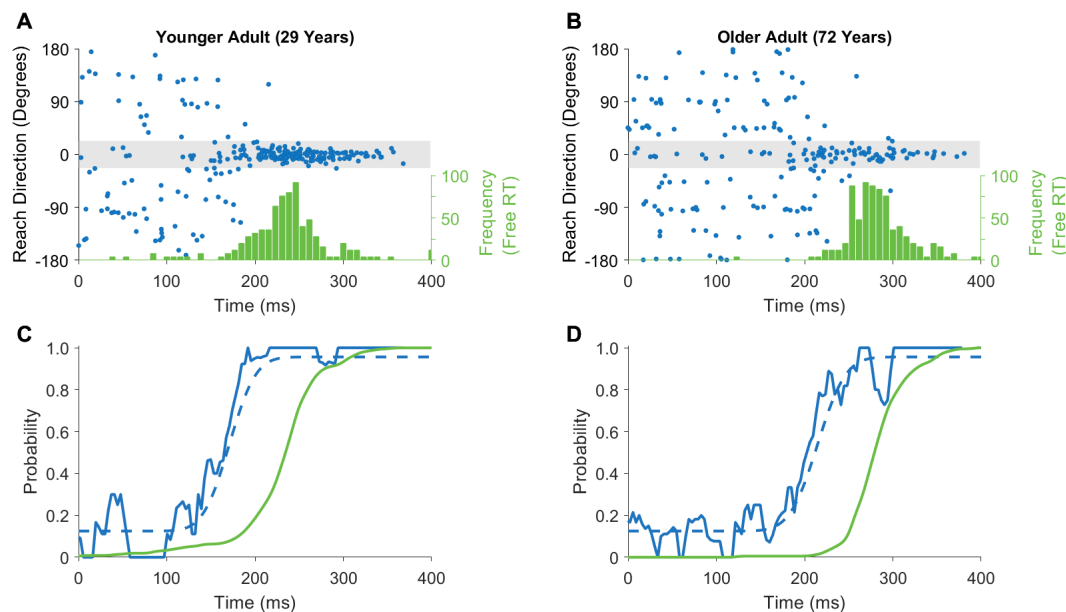 A
Younger Adult (29 Years)
Reach Direction (Degrees)
180
90
0
-90
-180
100
50
0
Frequency
(Free RT)
0
100
200
300
400
Time (ms)
B
Older Adult (72 Years)
Reach Direction (Degrees)
180
90
0
-90
-180
100
50
0
Frequency
(Free RT)
0
100
200
300
400
Time (ms)
C
Probability
1.0
0.8
0.6
0.4
0.2
0
0
100
200
300
400
Time (ms)
D
Probability
1.0
0.8
0.6
0.4
0.2
0
0
100
200
300
400
Time (ms)